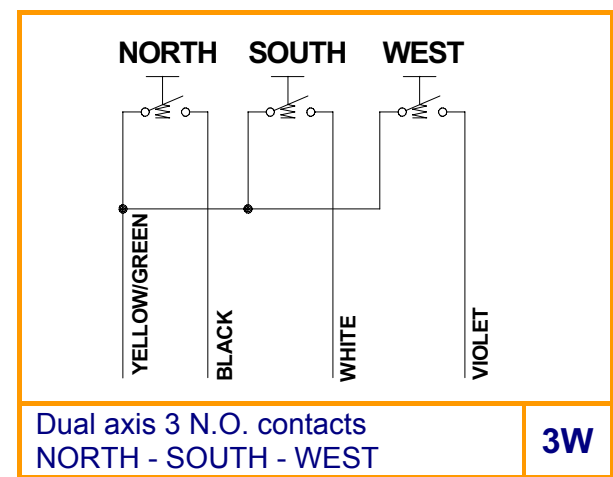 NORTH SOUTH WEST
YELLOW/GREEN
BLACK
WHITE
VIOLET
Dual axis 3 N.O. contacts
NORTH - SOUTH - WEST
3W